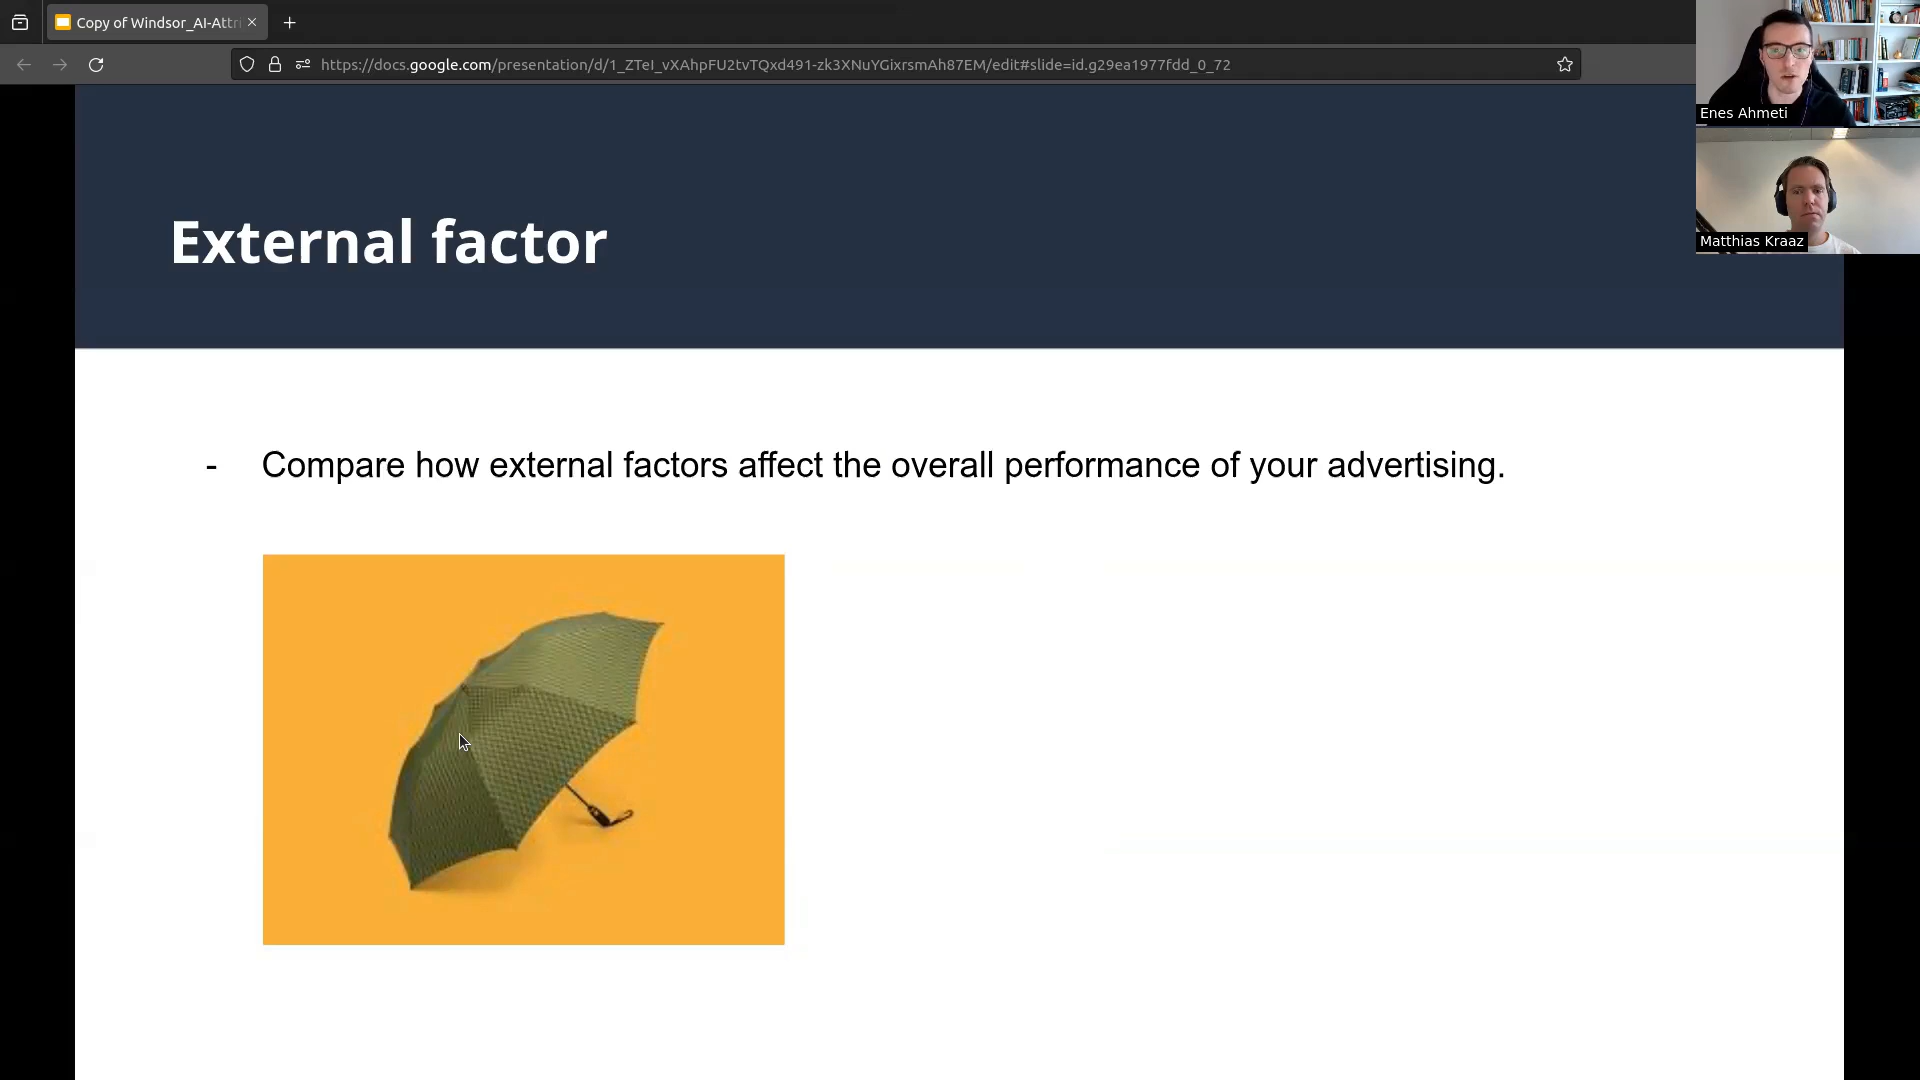 Copy of Windsor_AI-Attri
https://docs.google.com/presentation/d/1_ZTeI_vXAhpFU2tvTQxd491-zk3XNuYGixrsmAh87EM/edit#slide=id.g29ea1977fdd_0_72
Enes Ahmeti
Matthias Kraaz
External factor
- Compare how external factors affect the overall performance of your advertising.